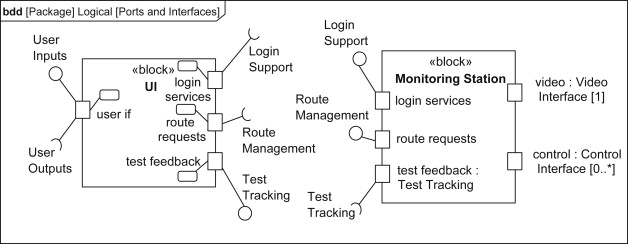 bdd [Package] Logical [Ports and Interfaces]
User
Inputs
User
Outputs
«block»
UI
user if
login
services
route
requests
test feedback
Login
Support
Route
Management
Test
Tracking
Login
Support
Route
Management
Test
Tracking
«block»
Monitoring Station
login services
route requests
test feedback :
Test Tracking
video : Video
Interface [1]
control : Control
Interface [0..*]